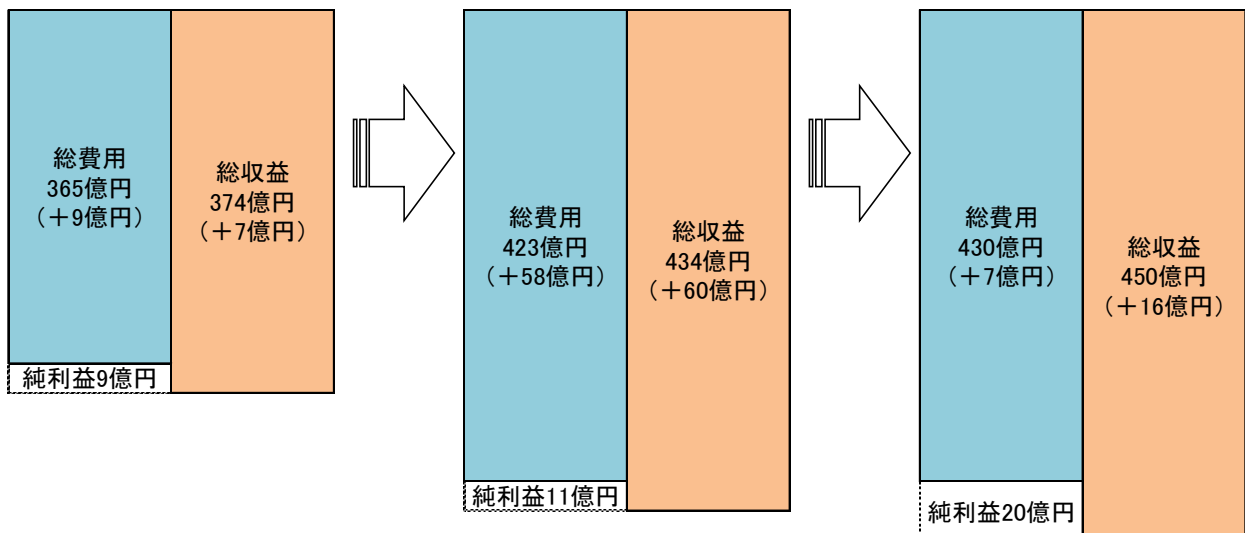 総費用
365億円
（＋9億円）
総収益
374億円
（＋7億円）
純利益9億円
総費用
423億円
（＋58億円）
総収益
434億円
（＋60億円）
純利益11億円
総費用
430億円
（＋7億円）
総収益
450億円
（＋16億円）
純利益20億円